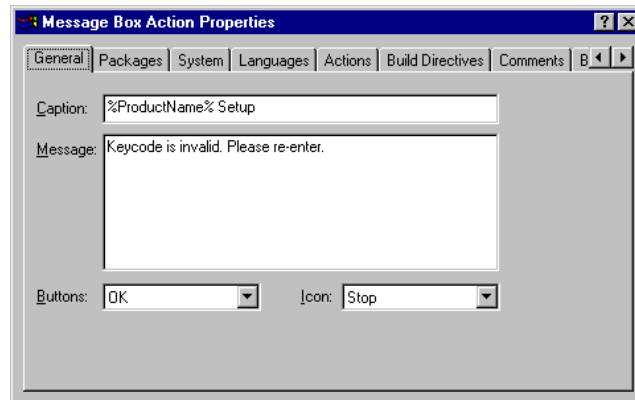 Message Box Action Properties
General Packages System Languages Actions Build Directives Comments B
Caption: %ProductName% Setup
Message: Keycode is invalid. Please re-enter.
Buttons: OK Icon: Stop